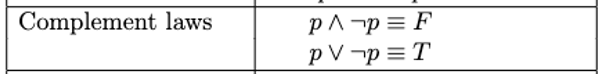 Complement laws p ∧ ¬p ≡ F
p ∨ ¬p ≡ T